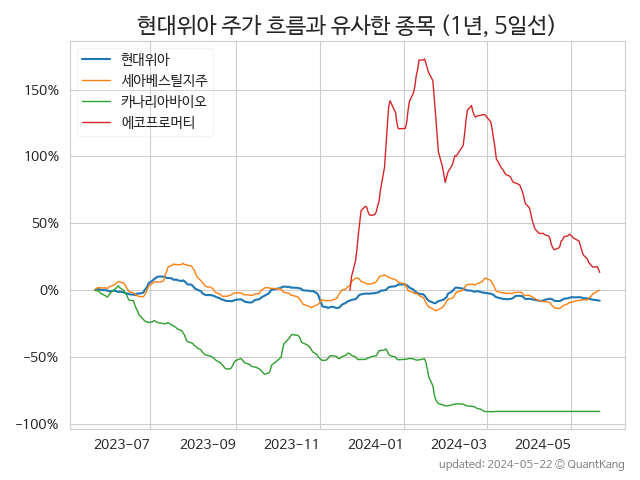 현대위아 주가 흐름과 유사한 종목 (1년, 5일선)
현대위아
세아베스틸지주
카나리아바이오
에코프로머티
150%
100%
50%
0%
−50%
−100%
2023-07 2023-09 2023-11 2024-01 2024-03 2024-05
updated: 2024-05-22 © QuantKang